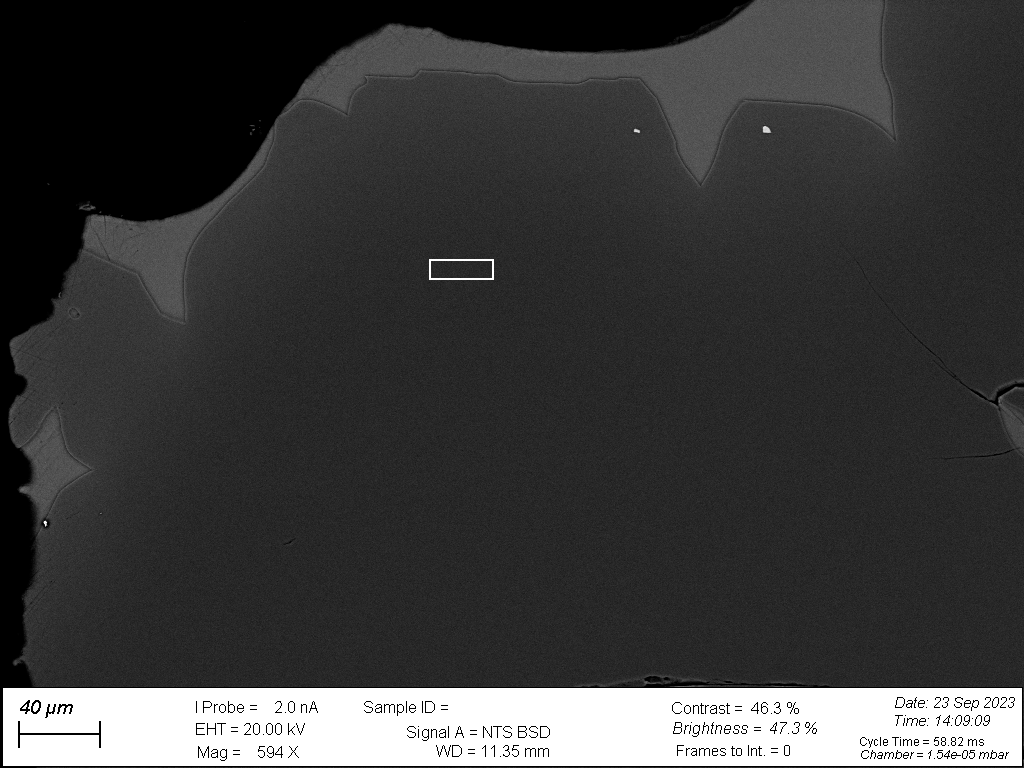 40 µm
I Probe = 2.0 nA
EHT = 20.00 kV
Mag = 594 X
Sample ID =
Signal A = NTS BSD
WD = 11.35 mm
Contrast = 46.3 %
Brightness = 47.3 %
Frames to Int. = 0
Date: 23 Sep 2023
Time: 14:09:09
Cycle Time = 58.82 ms
Chamber = 1.54e-05 mbar